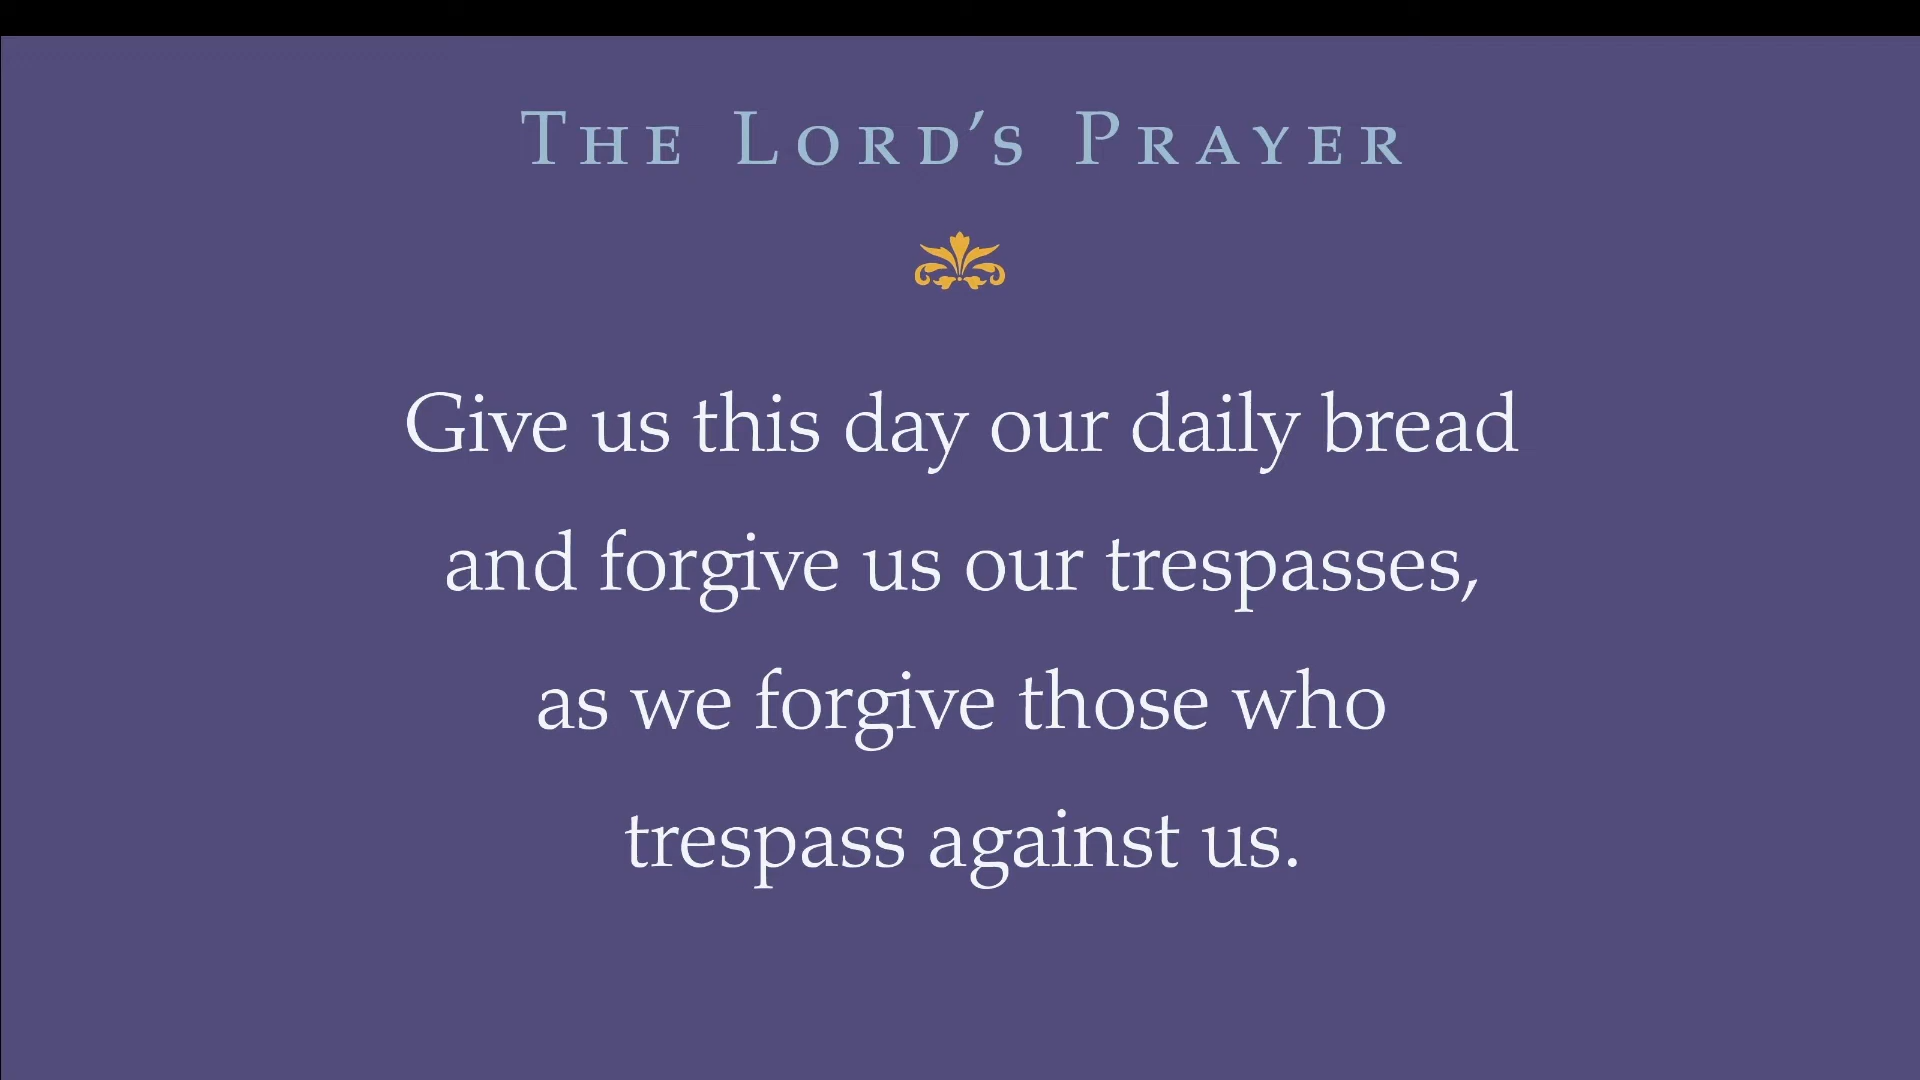 The Lord’s Prayer
Give us this day our daily bread
and forgive us our trespasses,
as we forgive those who
trespass against us.